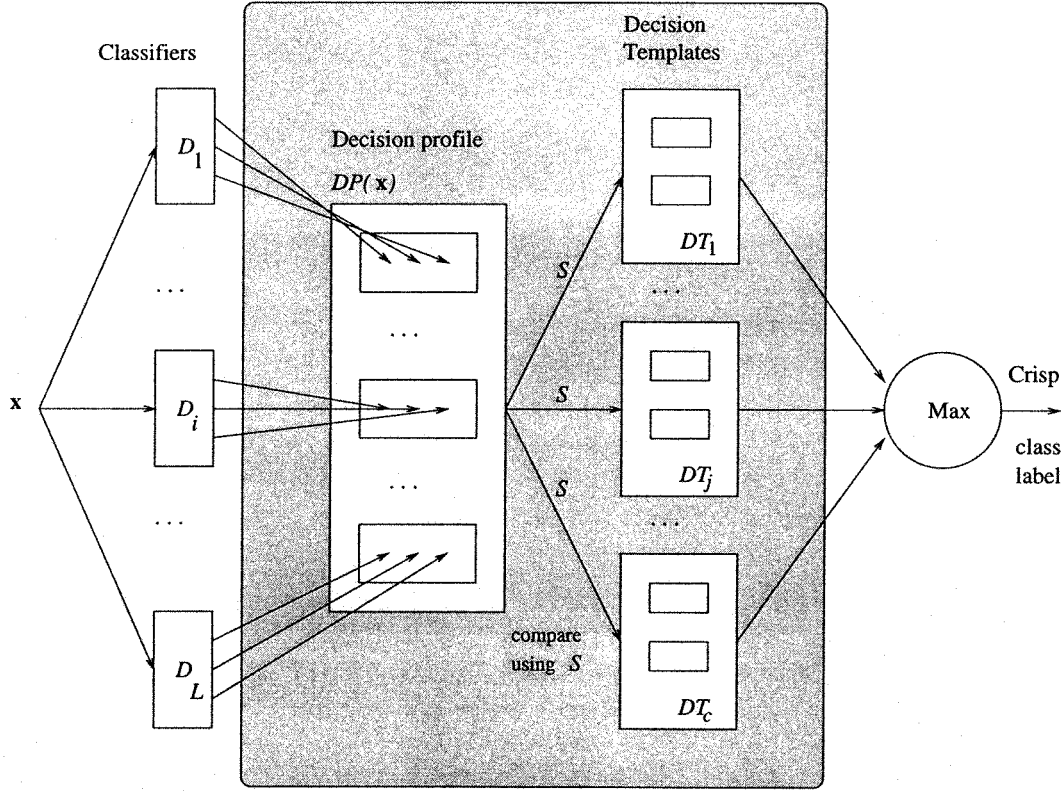 Classifiers
Decision
Templates
D1
Decision profile
DP(x)
DT1
S
...
...
...
x
Di
S
DTj
Max
Crisp
class
label
...
...
S
...
DL
compare
using S
DTc